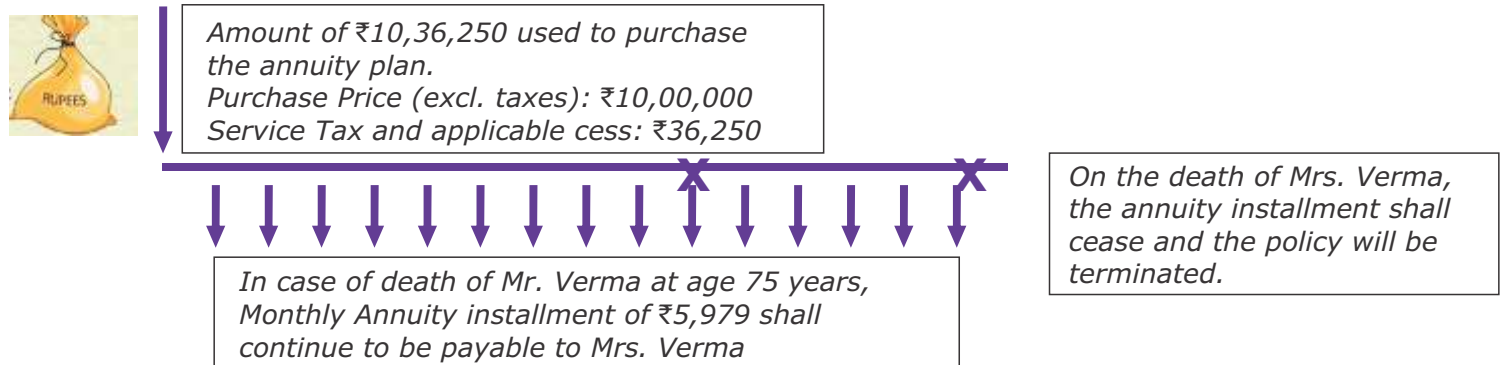 RUPEES
Amount of ₹10,36,250 used to purchase
the annuity plan.
Purchase Price (excl. taxes): ₹10,00,000
Service Tax and applicable cess: ₹36,250
X
X
On the death of Mrs. Verma,
the annuity installment shall
cease and the policy will be
terminated.
In case of death of Mr. Verma at age 75 years,
Monthly Annuity installment of ₹5,979 shall
continue to be payable to Mrs. Verma